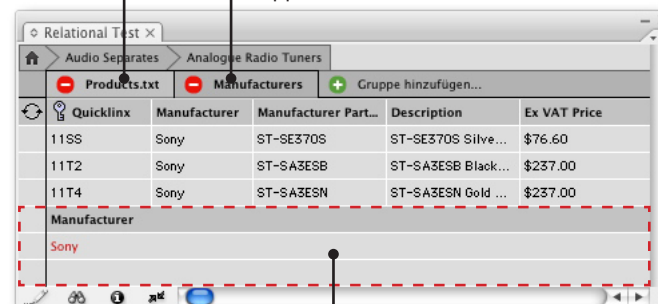 Relational Test
Audio Separates Analogue Radio Tuners
Products.txt Manufacturers Gruppe hinzufügen...
Quicklinx Manufacturer Manufacturer Part... Description Ex VAT Price
11SS Sony ST-SE370S ST-SE370S Silve... $76.60
11T2 Sony ST-SA3ESB ST-SA3ESB Black... $237.00
11T4 Sony ST-SA3ESN ST-SA3ESN Gold ... $237.00
Manufacturer
Sony